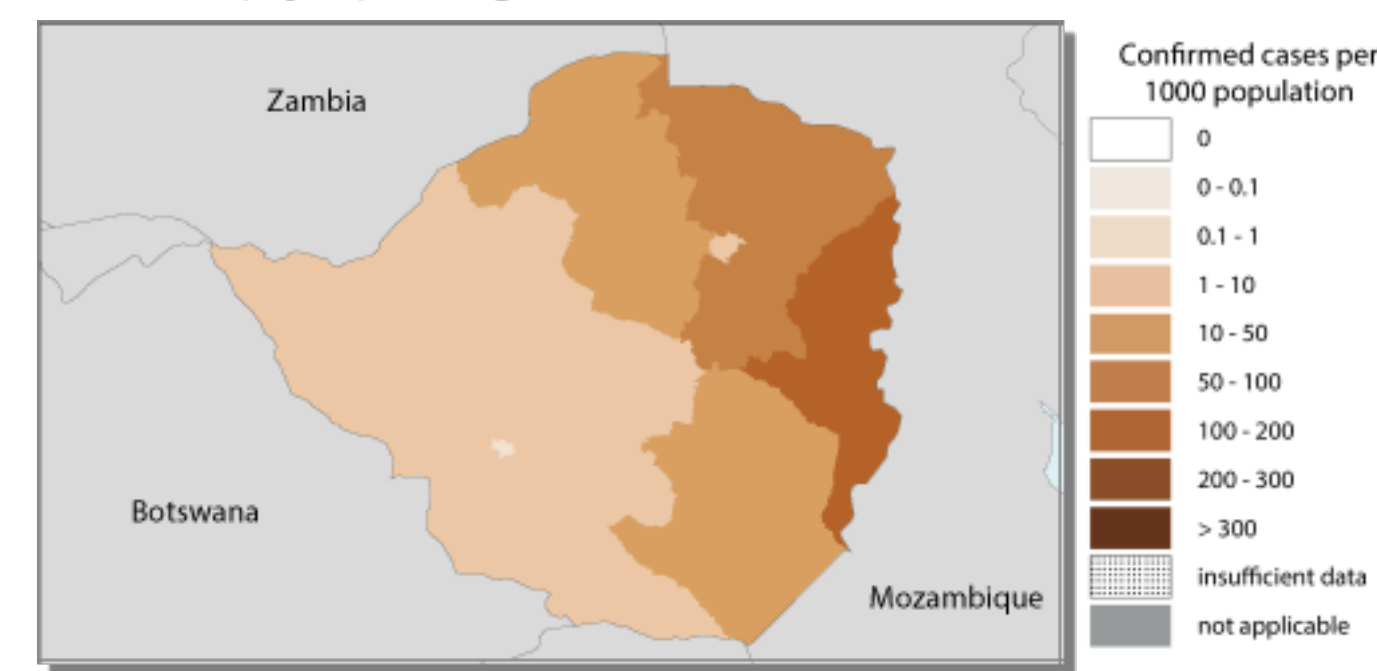 Zambia
Botswana
Mozambique
Confirmed cases per
1000 population
0
0 - 0.1
0.1 - 1
1 - 10
10 - 50
50 - 100
100 - 200
200 - 300
> 300
insufficient data
not applicable